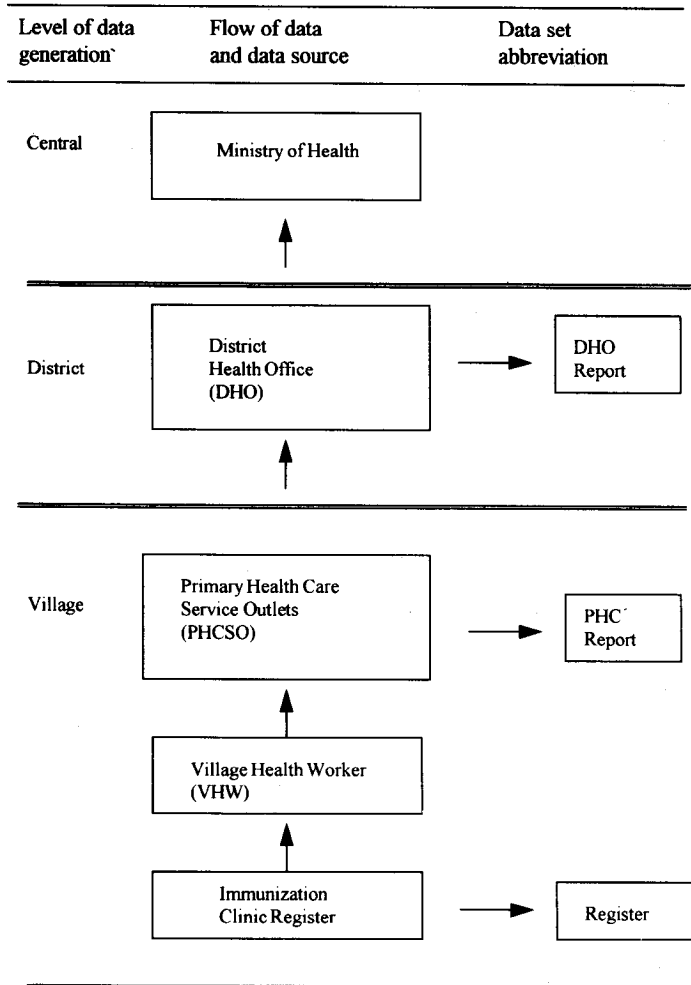 Level of data
generation`
Flow of data
and data source
Data set
abbreviation
Central
Ministry of Health
District
District
Health Office
(DHO)
DHO
Report
Village
Primary Health Care
Service Outlets
(PHCSO)
PHC
Report
Village Health Worker
(VHW)
Immunization
Clinic Register
Register